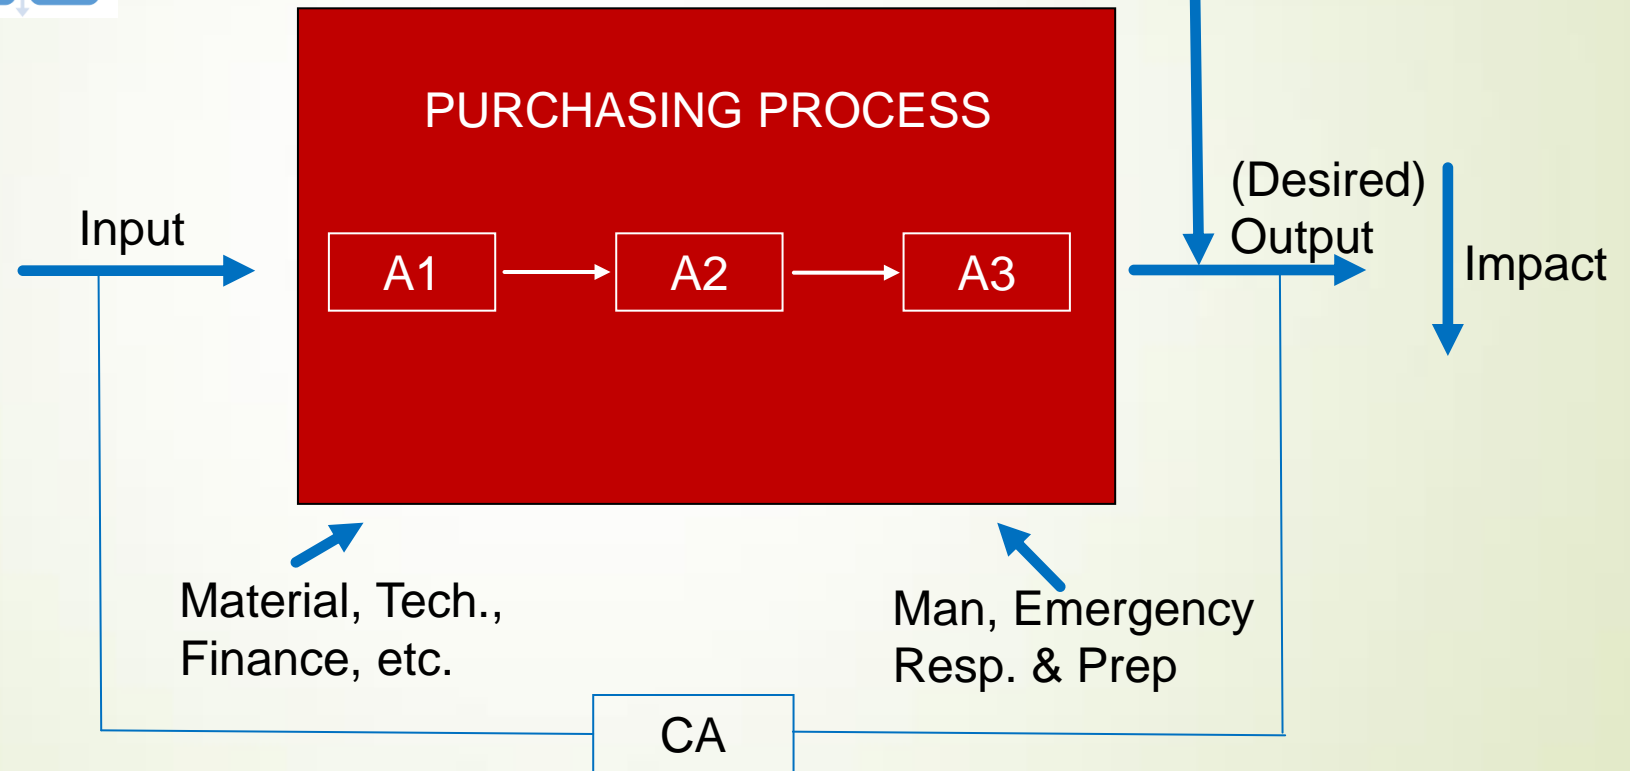 PURCHASING PROCESS
(Desired)
Output
Input
Impact
A1
A2
A3
Material, Tech.,
Finance, etc.
Man, Emergency
Resp. & Prep
CA